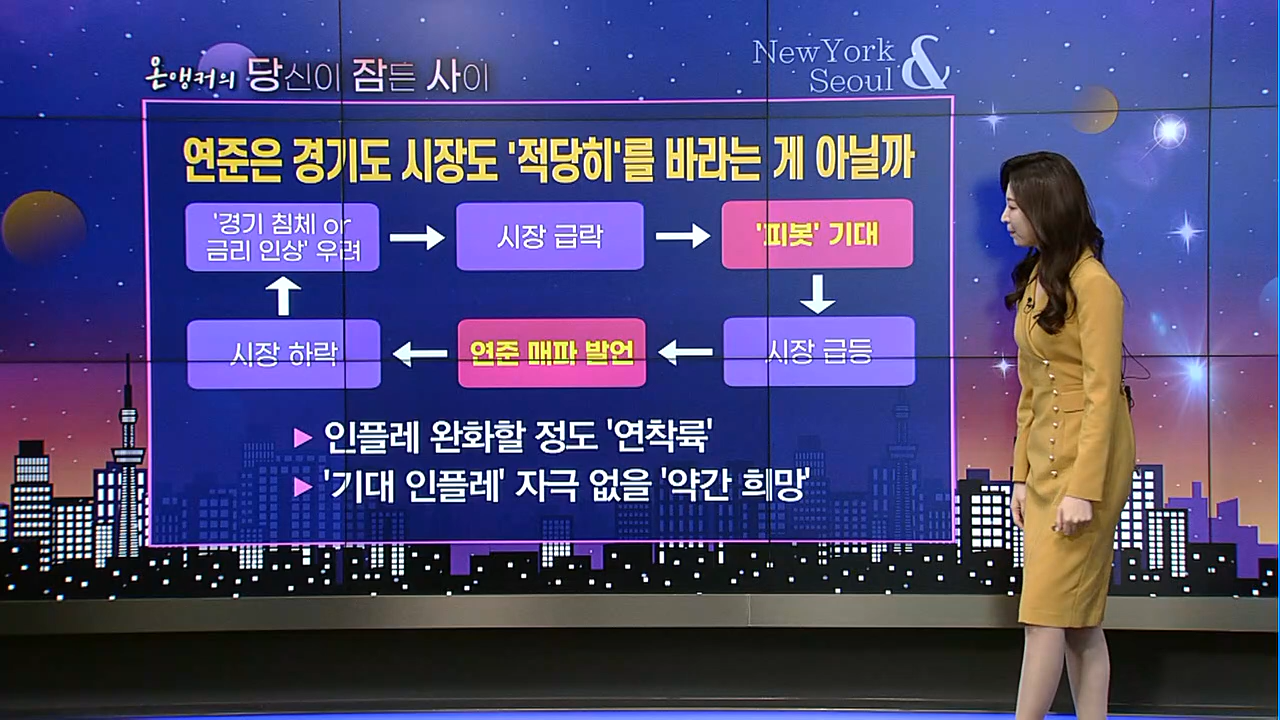 온앵커의 당신이 잠든 사이
NewYork
Seoul &
연준은 경기도 시장도 '적당히'를 바라는 게 아닐까
'경기 침체 or
금리 인상' 우려
시장 급락
'피봇' 기대
시장 하락
연준 매파 발언
시장 급등
▶ 인플레 완화할 정도 '연착륙'
▶ '기대 인플레' 자극 없을 '약간 희망'